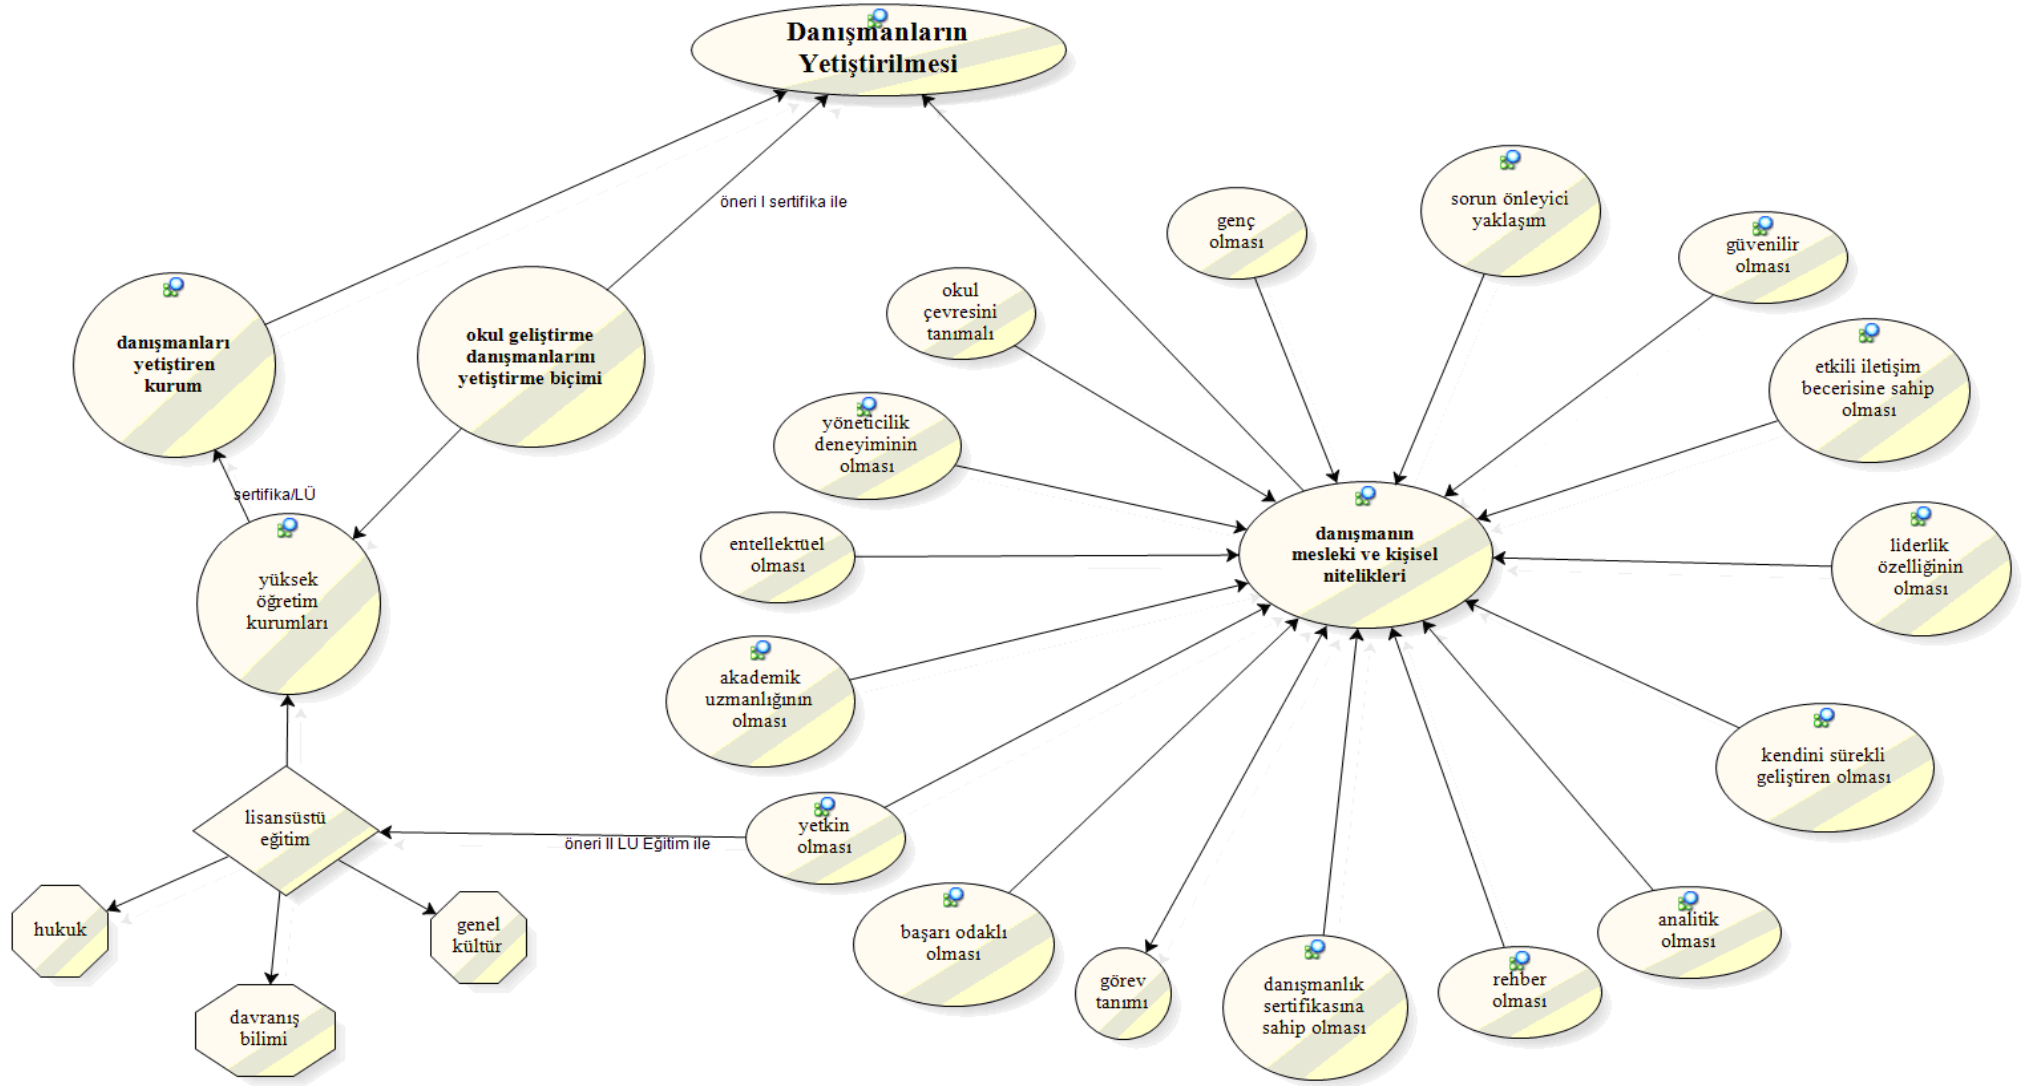 Danışmanların
Yetiştirilmesi
öneri I sertifika ile
genç
olması
sorun önleyici
yaklaşım
güvenilir
olması
okul
çevresini
tanımalı
danışmanları
yetiştiren
kurum
okul geliştirme
danışmanlarını
yetiştirme biçimi
etkili iletişim
becerisine sahip
olması
yöneticilik
deneyiminin
olması
sertifika/LÜ
entellektüel
olması
danışmanın
mesleki ve kişisel
nitelikleri
liderlik
özelliğinin
olması
yüksek
öğretim
kurumları
akademik
uzmanlığının
olması
kendini sürekli
geliştiren olması
lisansüstü
eğitim
öneri II LU Eğitim ile
yetkin
olması
hukuk
genel
kültür
davranış
bilimi
başarı odaklı
olması
görev
tanımı
danışmanlık
sertifikasına
sahip olması
rehber
olması
analitik
olması